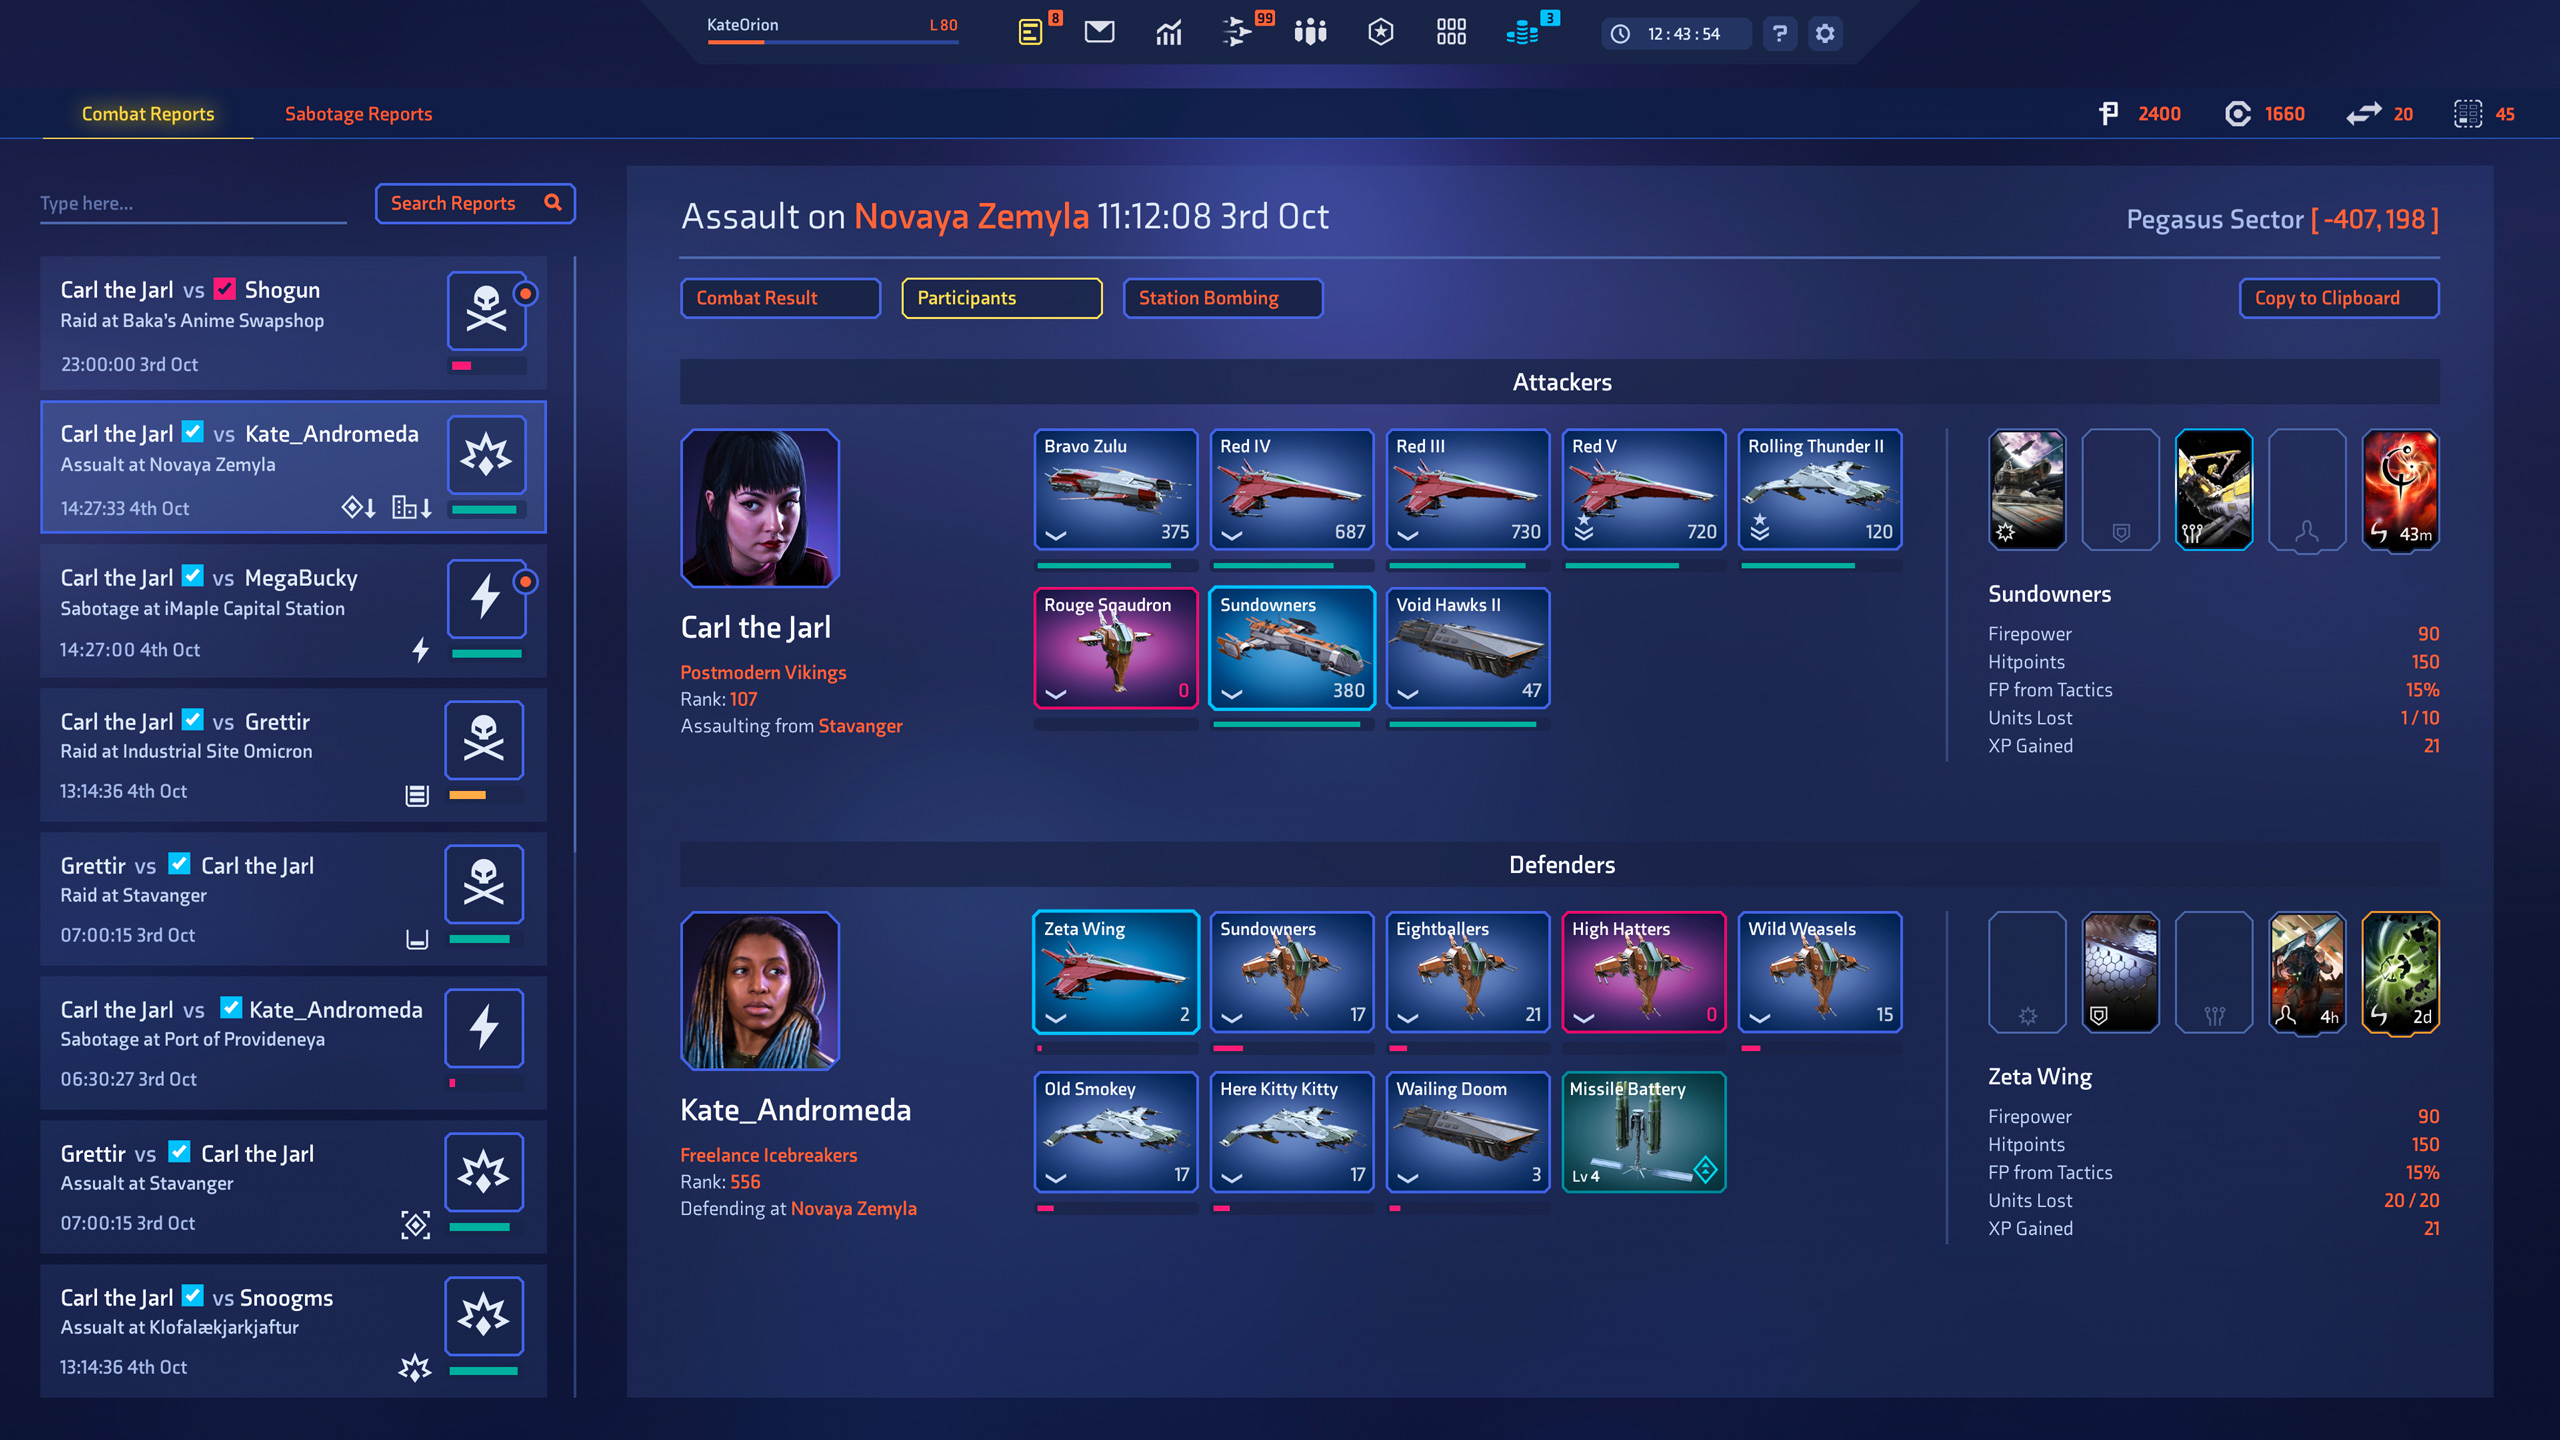 KateOrion
L 80
8
99
3
12 : 43 : 54
?
Combat Reports
Sabotage Reports
2400
1660
20
45
Type here...
Search Reports
Carl the Jarl vs Shogun
Raid at Baka's Anime Swapshop
23:00:00 3rd Oct
Carl the Jarl vs Kate_Andromeda
Assualt at Novaya Zemyla
14:27:33 4th Oct
Carl the Jarl vs MegaBucky
Sabotage at iMaple Capital Station
14:27:00 4th Oct
Carl the Jarl vs Grettir
Raid at Industrial Site Omicron
13:14:36 4th Oct
Grettir vs Carl the Jarl
Raid at Stavanger
07:00:15 3rd Oct
Carl the Jarl vs Kate_Andromeda
Sabotage at Port of Provideneya
06:30:27 3rd Oct
Grettir vs Carl the Jarl
Assualt at Stavanger
07:00:15 3rd Oct
Carl the Jarl vs Snoogms
Assualt at Klofalækjarkjaftur
13:14:36 4th Oct
Assault on Novaya Zemyla 11:12:08 3rd Oct
Pegasus Sector [ -407,198 ]
Combat Result
Participants
Station Bombing
Copy to Clipboard
Attackers
Carl the Jarl
Postmodern Vikings
Rank: 107
Assaulting from Stavanger
Bravo Zulu
375
Red IV
687
Red III
730
Red V
720
Rolling Thunder II
120
Rouge Sqaudron
0
Sundowners
380
Void Hawks II
47
43m
Sundowners
Firepower 90
Hitpoints 150
FP from Tactics 15%
Units Lost 1 / 10
XP Gained 21
Defenders
Kate_Andromeda
Freelance Icebreakers
Rank: 556
Defending at Novaya Zemyla
Zeta Wing
2
Sundowners
17
Eightballers
21
High Hatters
0
Wild Weasels
15
Old Smokey
17
Here Kitty Kitty
17
Wailing Doom
3
Missile Battery
Lv 4
4h
2d
Zeta Wing
Firepower 90
Hitpoints 150
FP from Tactics 15%
Units Lost 20 / 20
XP Gained 21